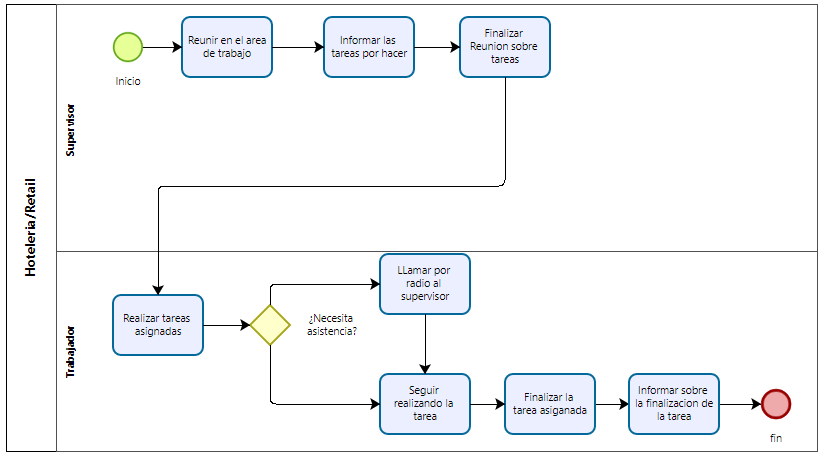 Hoteleria/Retail
Supervisor
Inicio
Reunir en el area
de trabajo
Informar las
tareas por hacer
Finalizar
Reunion sobre
tareas
Trabajador
Realizar tareas
asignadas
¿Necesita
asistencia?
LLamar por
radio al
supervisor
Seguir
realizando la
tarea
Finalizar la
tarea asiganada
Informar sobre
la finalizacion de
la tarea
fin